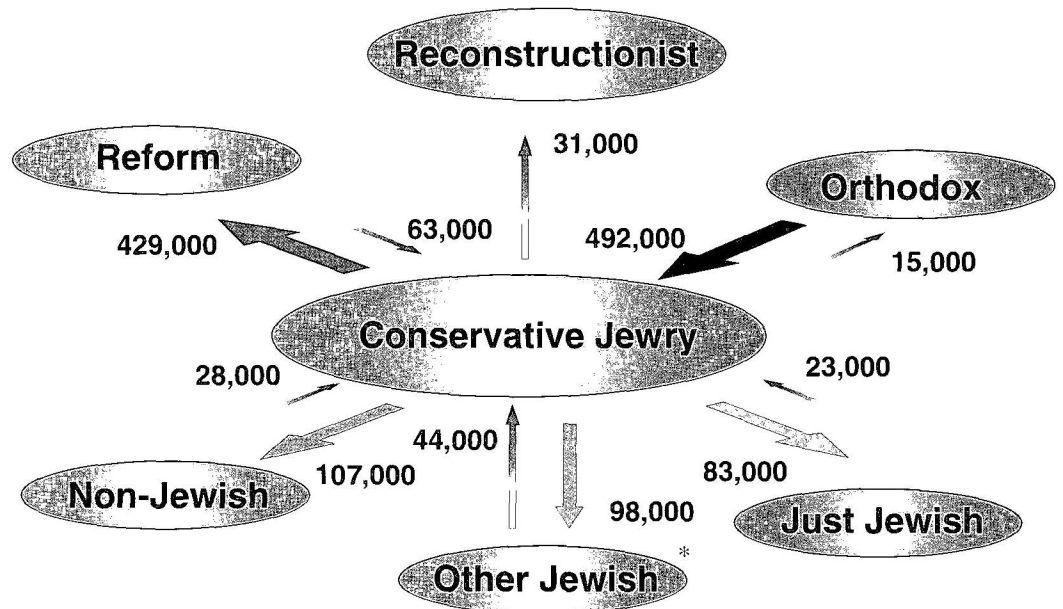 Reconstructionist
Reform
31,000
Orthodox
429,000
63,000
492,000
15,000
Conservative Jewry
28,000
23,000
44,000
107,000
83,000
Non-Jewish
98,000
Just Jewish
Other Jewish *